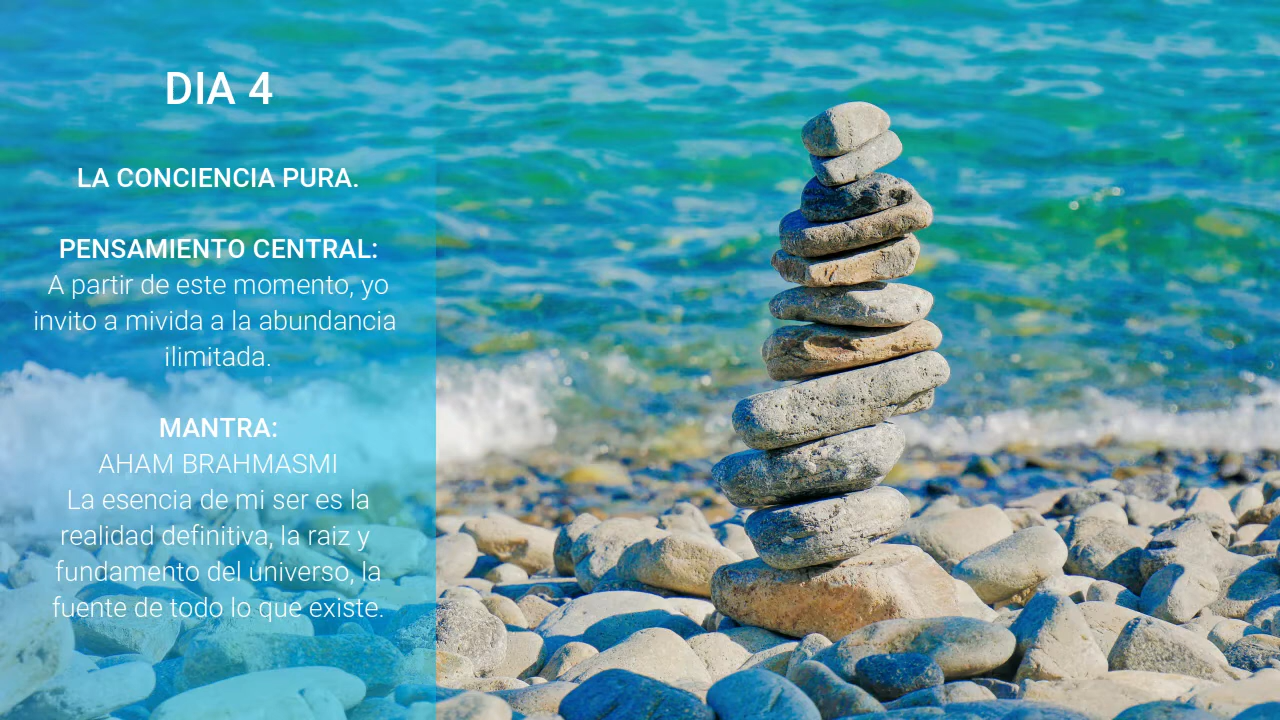 DIA 4
LA CONCIENCIA PURA.
PENSAMIENTO CENTRAL:
A partir de este momento, yo
invito a mivida a la abundancia
ilimitada.
MANTRA:
AHAM BRAHMASMI
La esencia de mi ser es la
realidad definitiva, la raiz y
fundamento del universo, la
fuente de todo lo que existe.